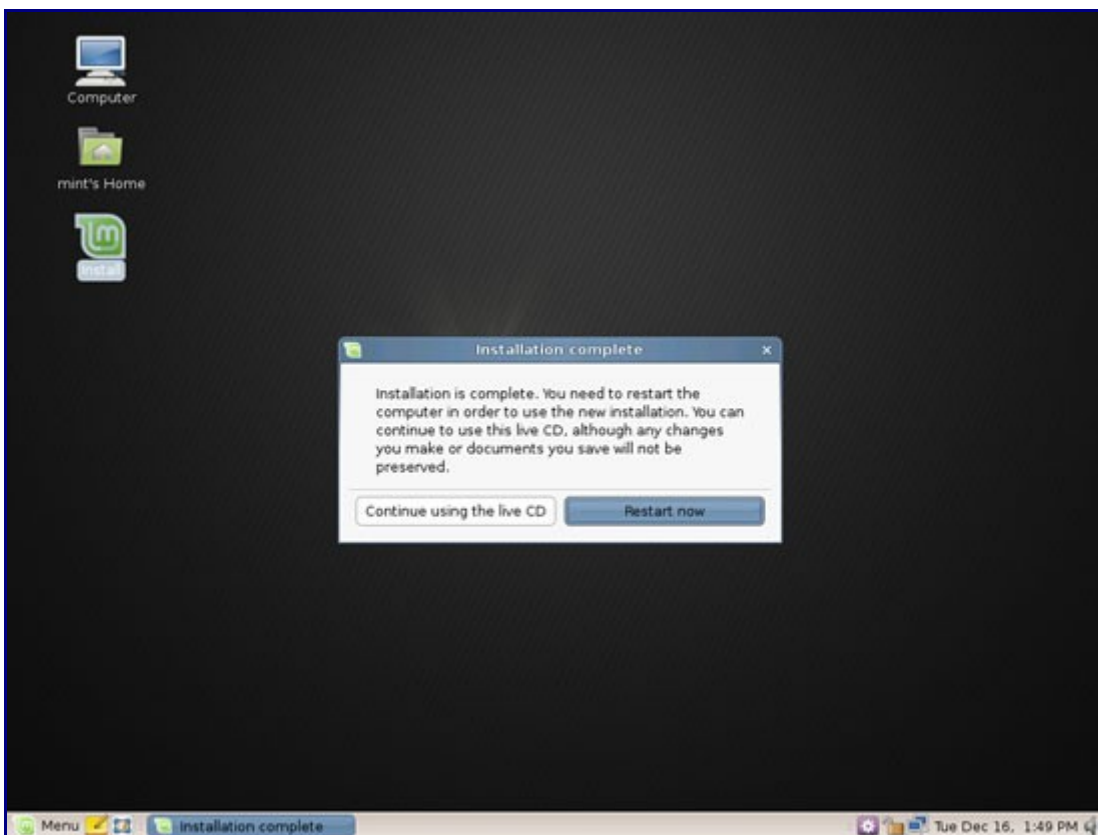 Computer
mint's Home
Install
Installation complete
Installation is complete. You need to restart the
computer in order to use the new installation. You can
continue to use this live CD, although any changes
you make or documents you save will not be
preserved.
Continue using the live CD
Restart now
Menu
Installation complete
Tue Dec 16, 1:49 PM